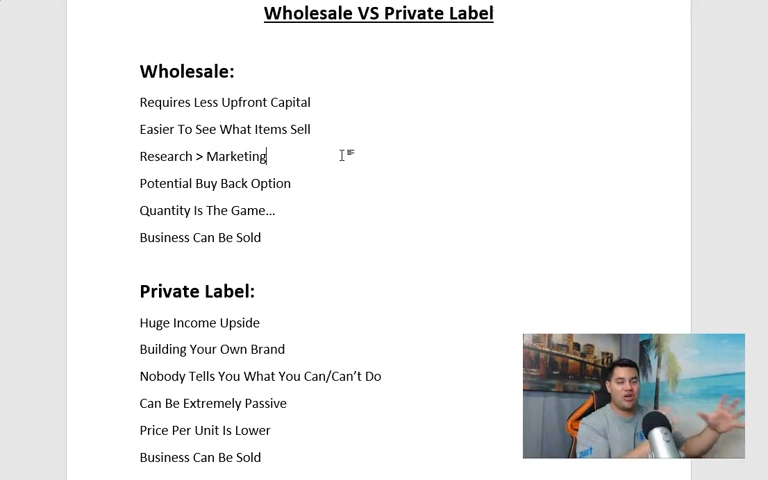 Wholesale VS Private Label
Wholesale:
Requires Less Upfront Capital
Easier To See What Items Sell
Research > Marketing
Potential Buy Back Option
Quantity Is The Game...
Business Can Be Sold
Private Label:
Huge Income Upside
Building Your Own Brand
Nobody Tells You What You Can/Can't Do
Can Be Extremely Passive
Price Per Unit Is Lower
Business Can Be Sold